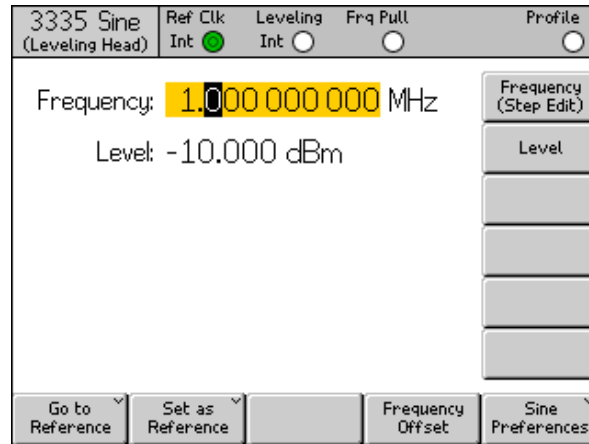 3335 Sine
(Leveling Head)
Ref Clk
Int
Leveling
Int
Frq Pull
Profile
Frequency: 1.000 000 000 MHz
Level: -10.000 dBm
Frequency
(Step Edit)
Level
Go to
Reference
Set as
Reference
Frequency
Offset
Sine
Preferences